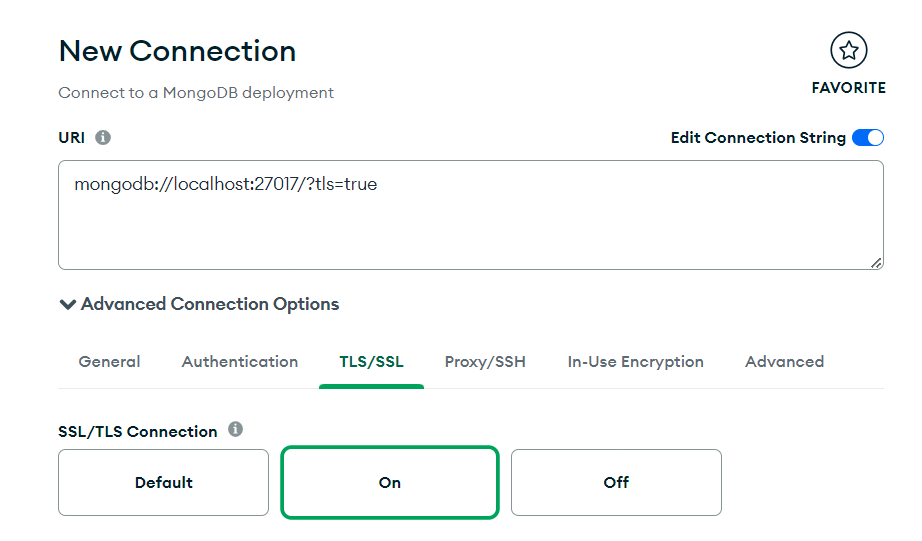 New Connection
FAVORITE
Connect to a MongoDB deployment
URI
Edit Connection String
mongodb://localhost:27017/?tls=true
Advanced Connection Options
General Authentication TLS/SSL Proxy/SSH In-Use Encryption Advanced
SSL/TLS Connection
Default On Off